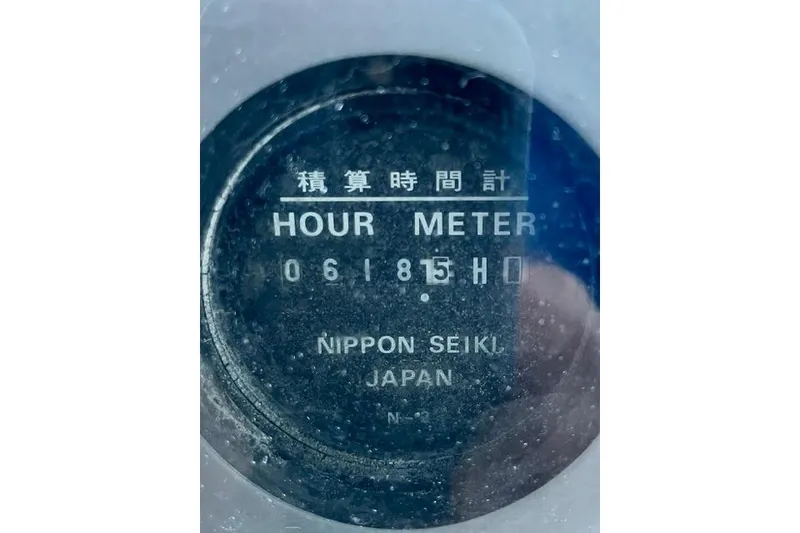 積算時間計
HOUR METER
06185H
NIPPON SEIKI
JAPAN